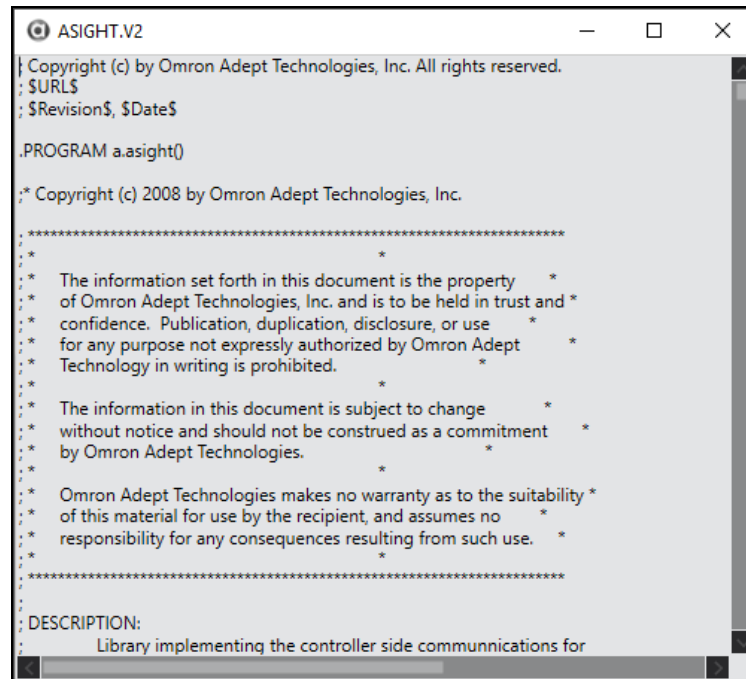 ASIGHT.V2
; Copyright (c) by Omron Adept Technologies, Inc. All rights reserved.
; $URL$
; $Revision$, $Date$
.PROGRAM a.asight()
;* Copyright (c) 2008 by Omron Adept Technologies, Inc.
; ************************************************************************
; * *
; * The information set forth in this document is the property *
; * of Omron Adept Technologies, Inc. and is to be held in trust and *
; * confidence. Publication, duplication, disclosure, or use *
; * for any purpose not expressly authorized by Omron Adept *
; * Technology in writing is prohibited. *
; * *
; * The information in this document is subject to change *
; * without notice and should not be construed as a commitment *
; * by Omron Adept Technologies. *
; * *
; * Omron Adept Technologies makes no warranty as to the suitability *
; * of this material for use by the recipient, and assumes no *
; * responsibility for any consequences resulting from such use. *
; * *
; ************************************************************************
;
; DESCRIPTION:
; Library implementing the controller side communnications for